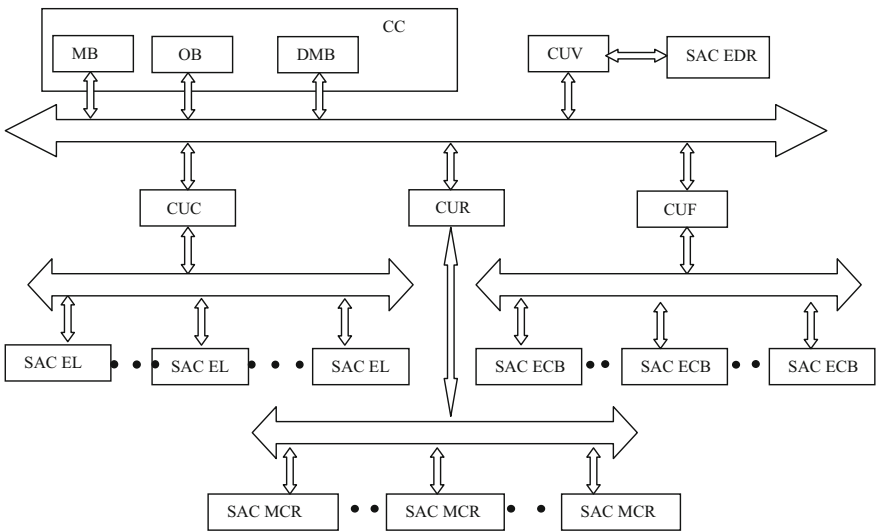 CC
MB
OB
DMB
CUV
SAC EDR
CUC
CUR
CUF
SAC EL
SAC EL
SAC EL
SAC ECB
SAC ECB
SAC ECB
SAC MCR
SAC MCR
SAC MCR